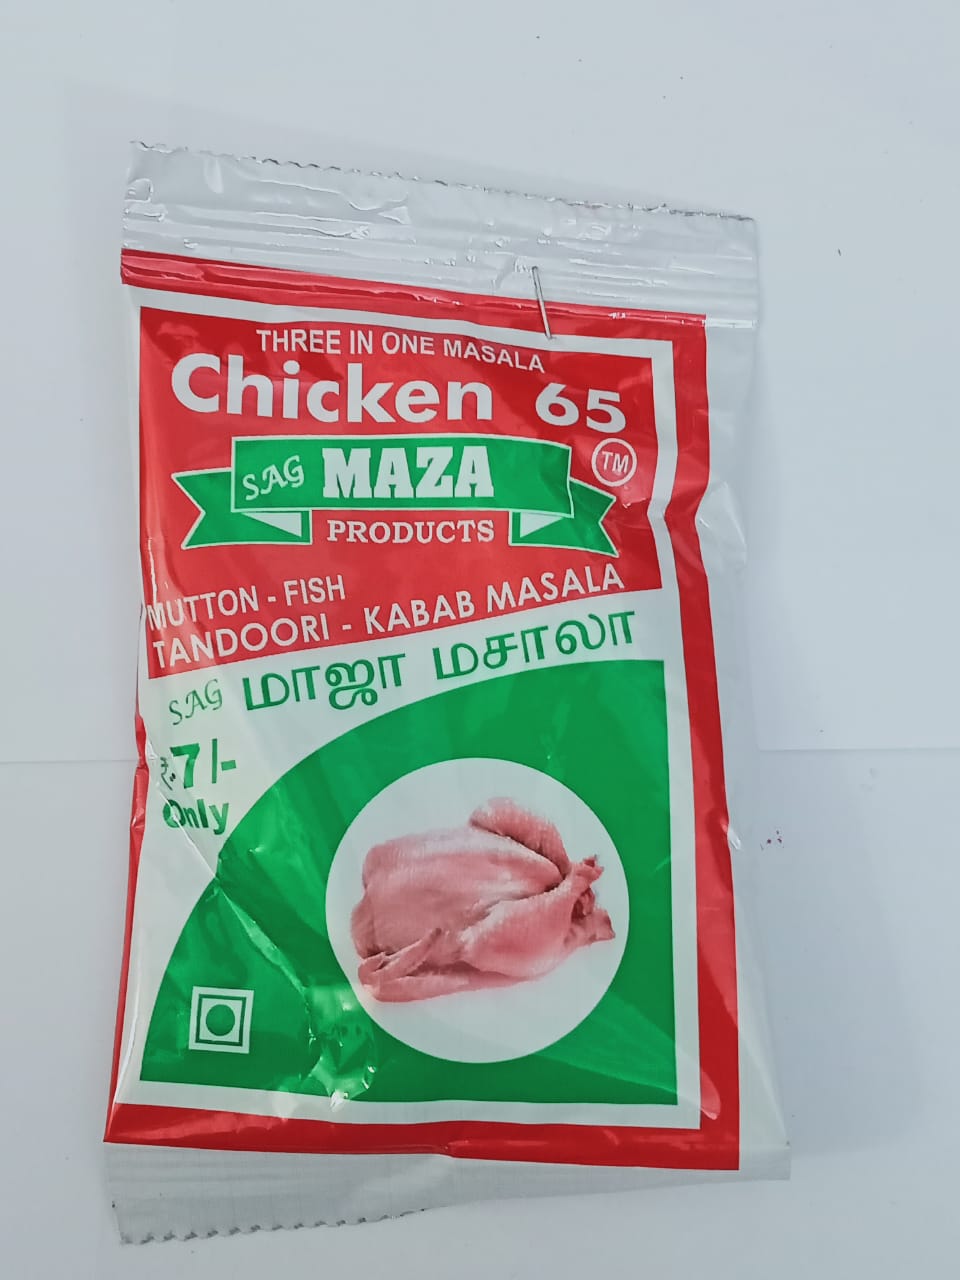 THREE IN ONE MASALA
Chicken 65
SAG MAZA
TM
PRODUCTS
MUTTON - FISH
TANDOORI - KABAB MASALA
SAG மாஜா மசாலா
₹.7/-
Only